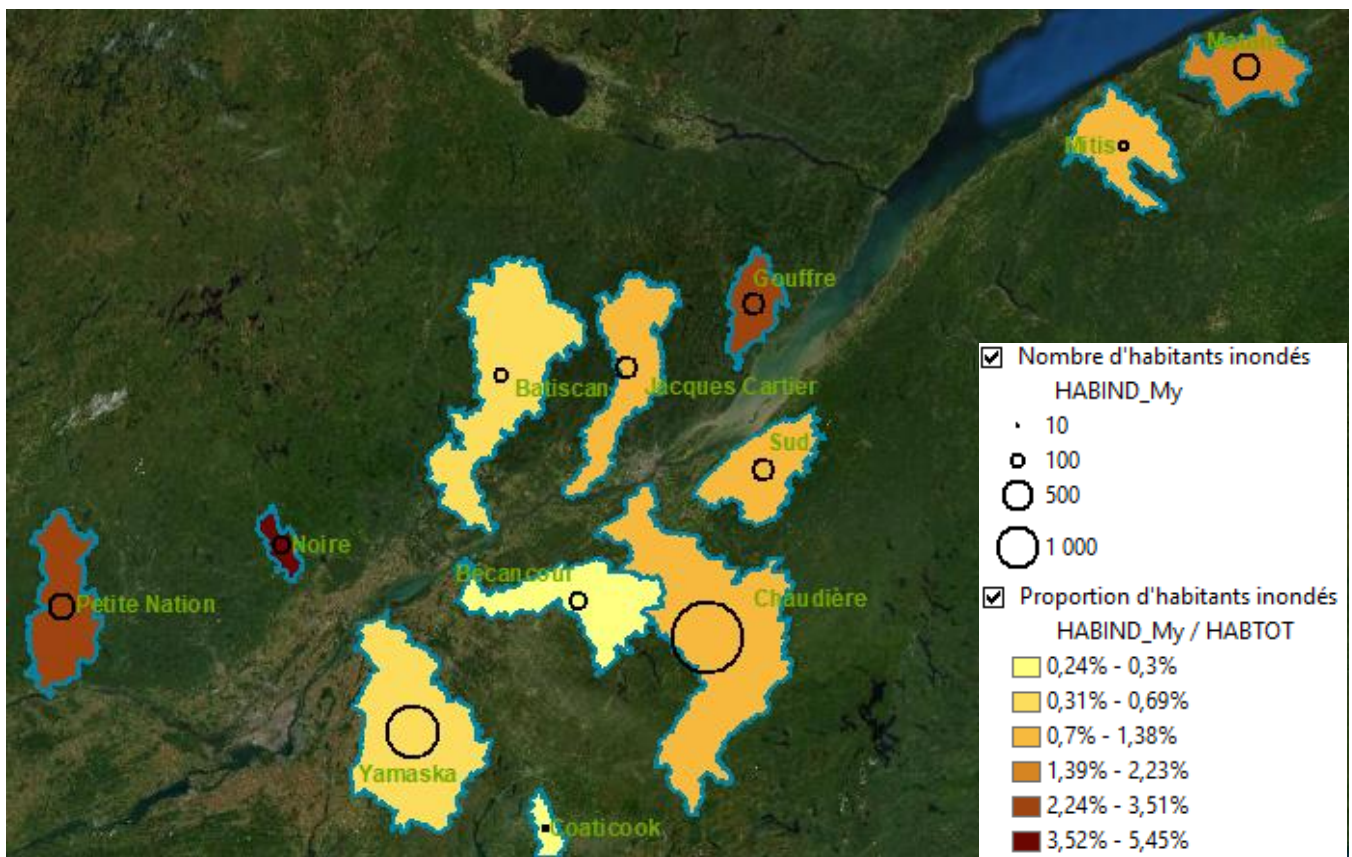 Matane
Mitis
Gouffre
Batiscan
Jacques Cartier
Sud
Noire
Bécancour
Petite Nation
Chaudière
Yamaska
Coaticook
Nombre d'habitants inondés
HABIND_My
10
100
500
1 000
Proportion d'habitants inondés
HABIND_My / HABTOT
0,24% - 0,3%
0,31% - 0,69%
0,7% - 1,38%
1,39% - 2,23%
2,24% - 3,51%
3,52% - 5,45%